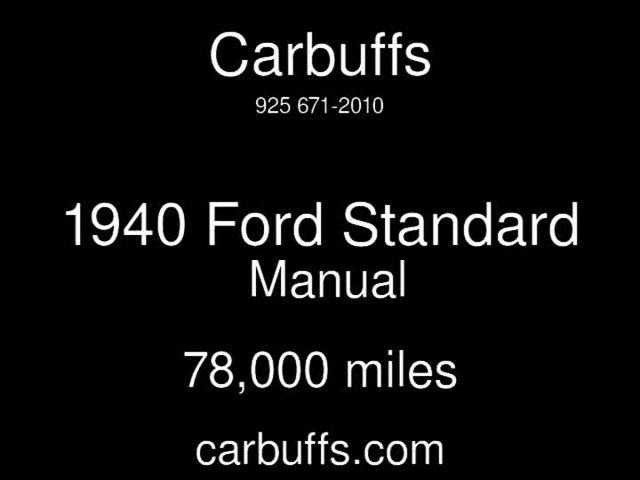 Carbuffs
925 671-2010
1940 Ford Standard
Manual
78,000 miles
carbuffs.com